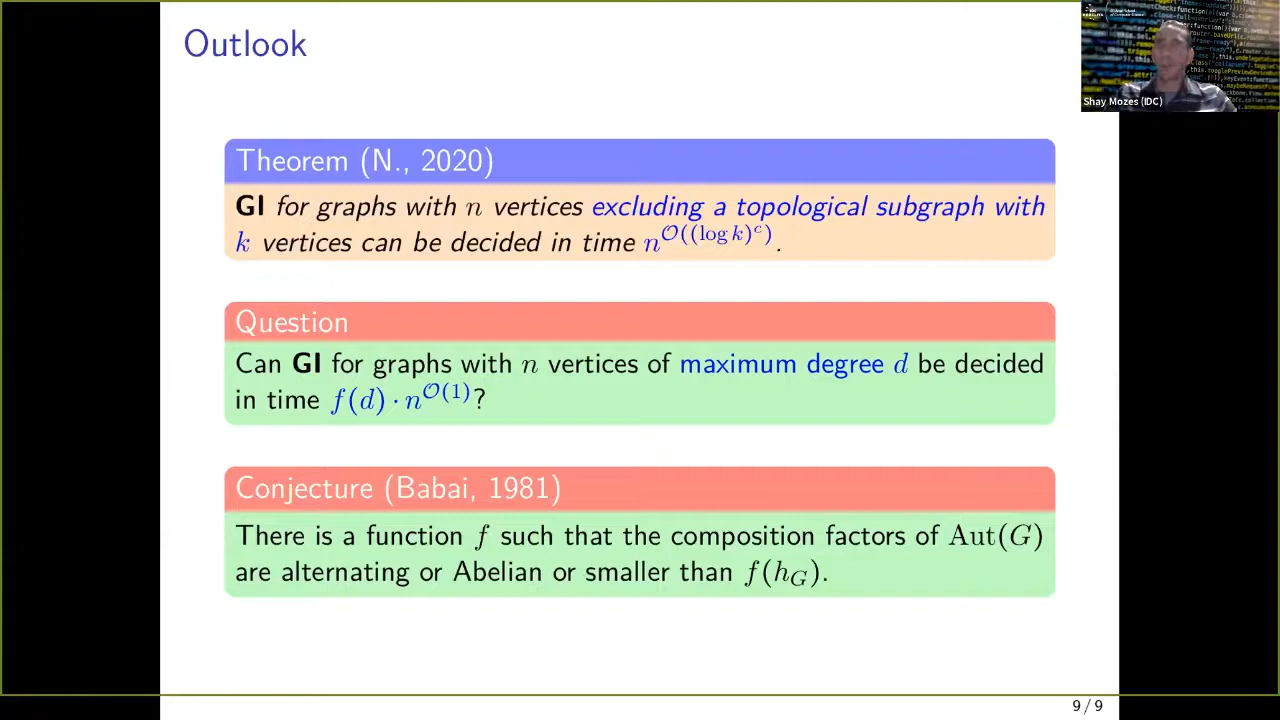 Outlook
Theorem (N., 2020)
GI for graphs with n vertices excluding a topological subgraph with
k vertices can be decided in time n^{𝒪((log k)^c)}.
Question
Can GI for graphs with n vertices of maximum degree d be decided
in time f(d) · n^{𝒪(1)}?
Conjecture (Babai, 1981)
There is a function f such that the composition factors of Aut(G)
are alternating or Abelian or smaller than f(h_G).
9 / 9
Shay Mozes (IDC)